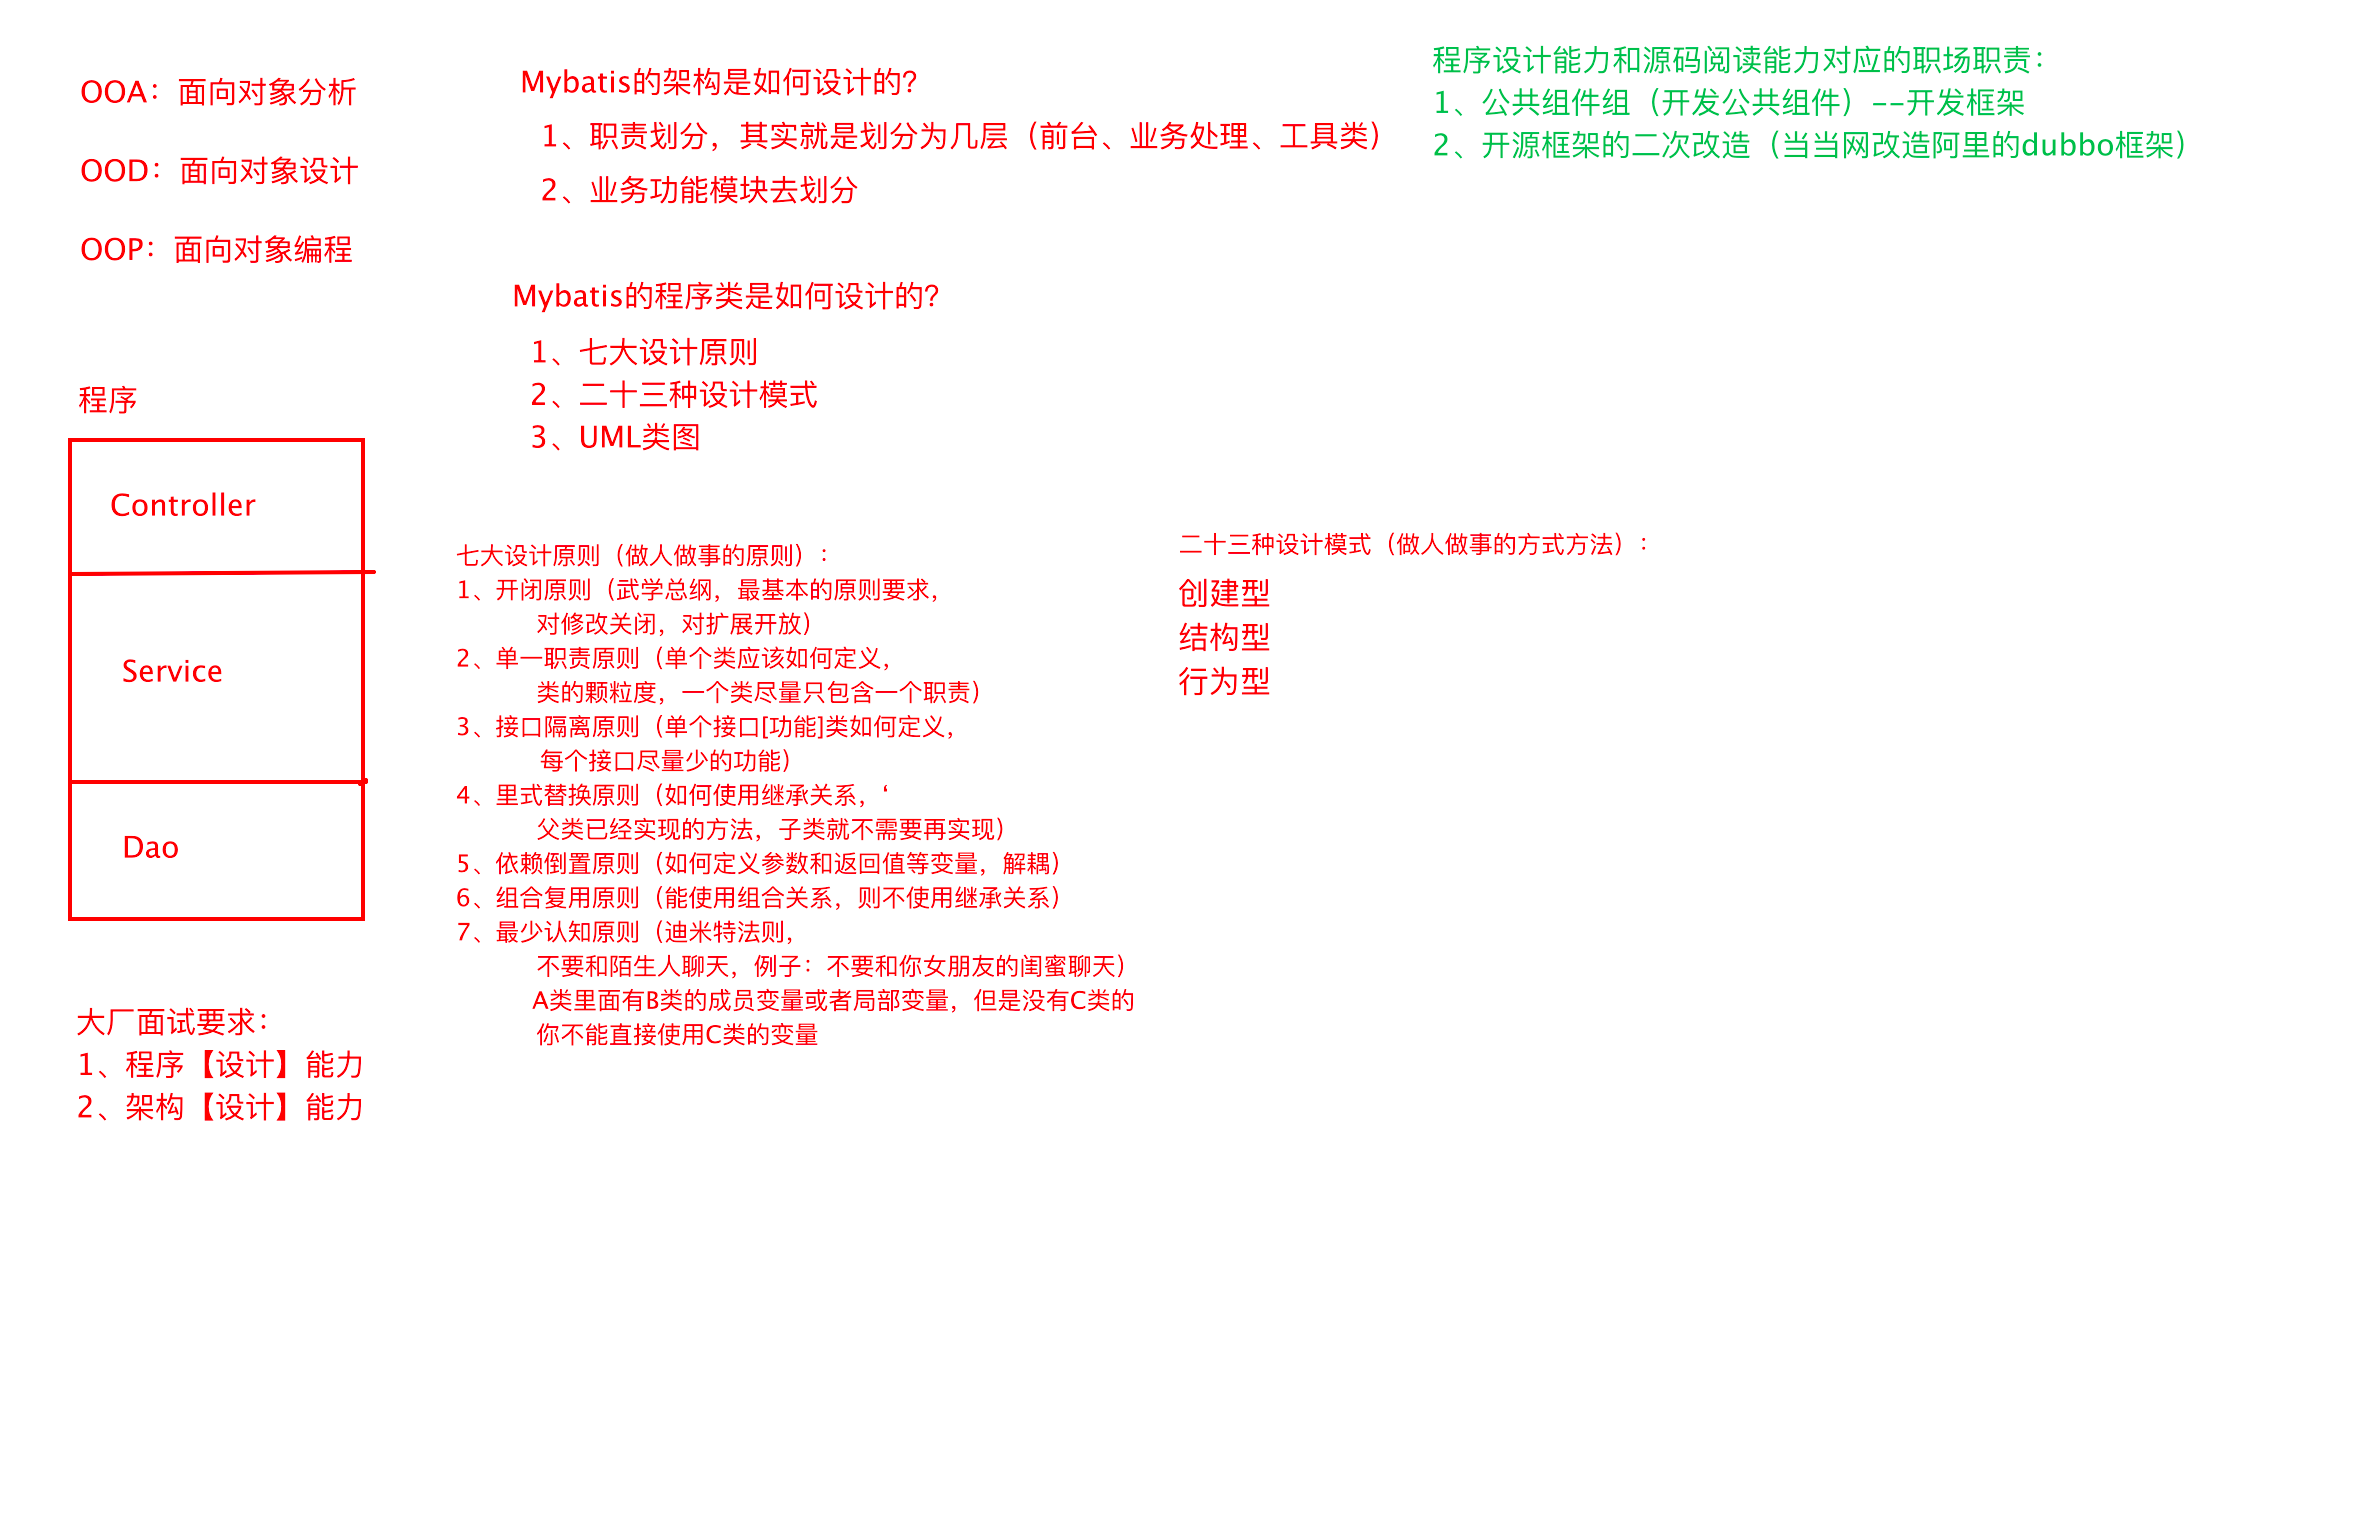 OOA：面向对象分析
OOD：面向对象设计
OOP：面向对象编程
程序
Controller
Service
Dao
大厂面试要求：
1、程序【设计】能力
2、架构【设计】能力
Mybatis的架构是如何设计的？
1、职责划分，其实就是划分为几层（前台、业务处理、工具类）
2、业务功能模块去划分
Mybatis的程序类是如何设计的？
1、七大设计原则
2、二十三种设计模式
3、UML类图
七大设计原则（做人做事的原则）：
1、开闭原则（武学总纲，最基本的原则要求，
对修改关闭，对扩展开放）
2、单一职责原则（单个类应该如何定义，
类的颗粒度，一个类尽量只包含一个职责）
3、接口隔离原则（单个接口[功能]类如何定义，
每个接口尽量少的功能）
4、里式替换原则（如何使用继承关系，‘
父类已经实现的方法，子类就不需要再实现）
5、依赖倒置原则（如何定义参数和返回值等变量，解耦）
6、组合复用原则（能使用组合关系，则不使用继承关系）
7、最少认知原则（迪米特法则，
不要和陌生人聊天，例子：不要和你女朋友的闺蜜聊天）
A类里面有B类的成员变量或者局部变量，但是没有C类的
你不能直接使用C类的变量
二十三种设计模式（做人做事的方式方法）：
创建型
结构型
行为型
程序设计能力和源码阅读能力对应的职场职责：
1、公共组件组（开发公共组件）--开发框架
2、开源框架的二次改造（当当网改造阿里的dubbo框架）